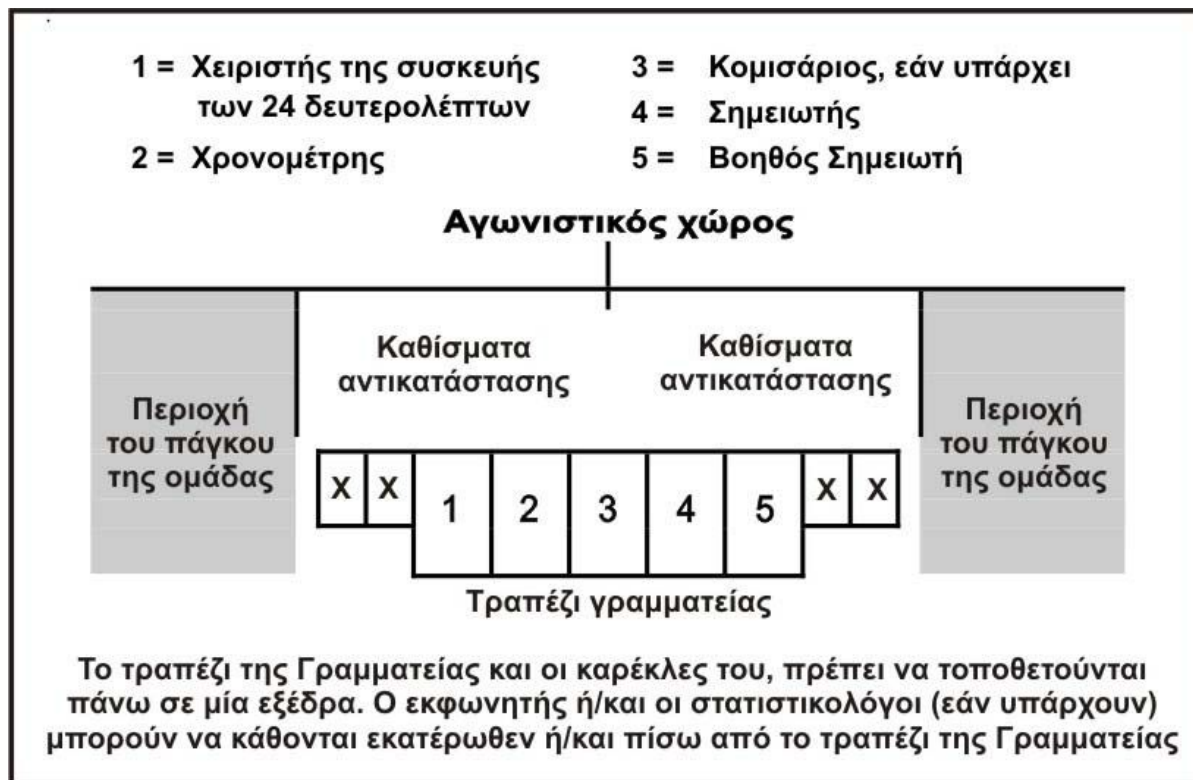 1 = Χειριστής της συσκευής
των 24 δευτερολέπτων
2 = Χρονομέτρης
3 = Κομισάριος, εάν υπάρχει
4 = Σημειωτής
5 = Βοηθός Σημειωτή
Αγωνιστικός χώρος
Περιοχή
του πάγκου
της ομάδας
Καθίσματα
αντικατάστασης
Καθίσματα
αντικατάστασης
Περιοχή
του πάγκου
της ομάδας
X X 1 2 3 4 5 X X
Τραπέζι γραμματείας
Το τραπέζι της Γραμματείας και οι καρέκλες του, πρέπει να τοποθετούνται
πάνω σε μία εξέδρα. Ο εκφωνητής ή/και οι στατιστικολόγοι (εάν υπάρχουν)
μπορούν να κάθονται εκατέρωθεν ή/και πίσω από το τραπέζι της Γραμματείας